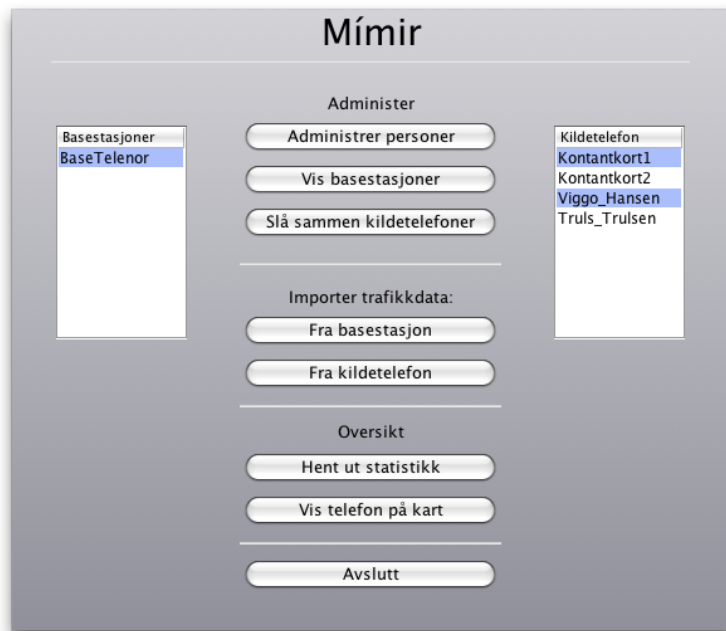 Mímir
Basestasjoner
BaseTelenor
Administer
Administrer personer
Vis basestasjoner
Slå sammen kildetelefoner
Importer trafikkdata:
Fra basestasjon
Fra kildetelefon
Oversikt
Hent ut statistikk
Vis telefon på kart
Avslutt
Kildetelefon
Kontantkort1
Kontantkort2
Viggo_Hansen
Truls_Trulsen